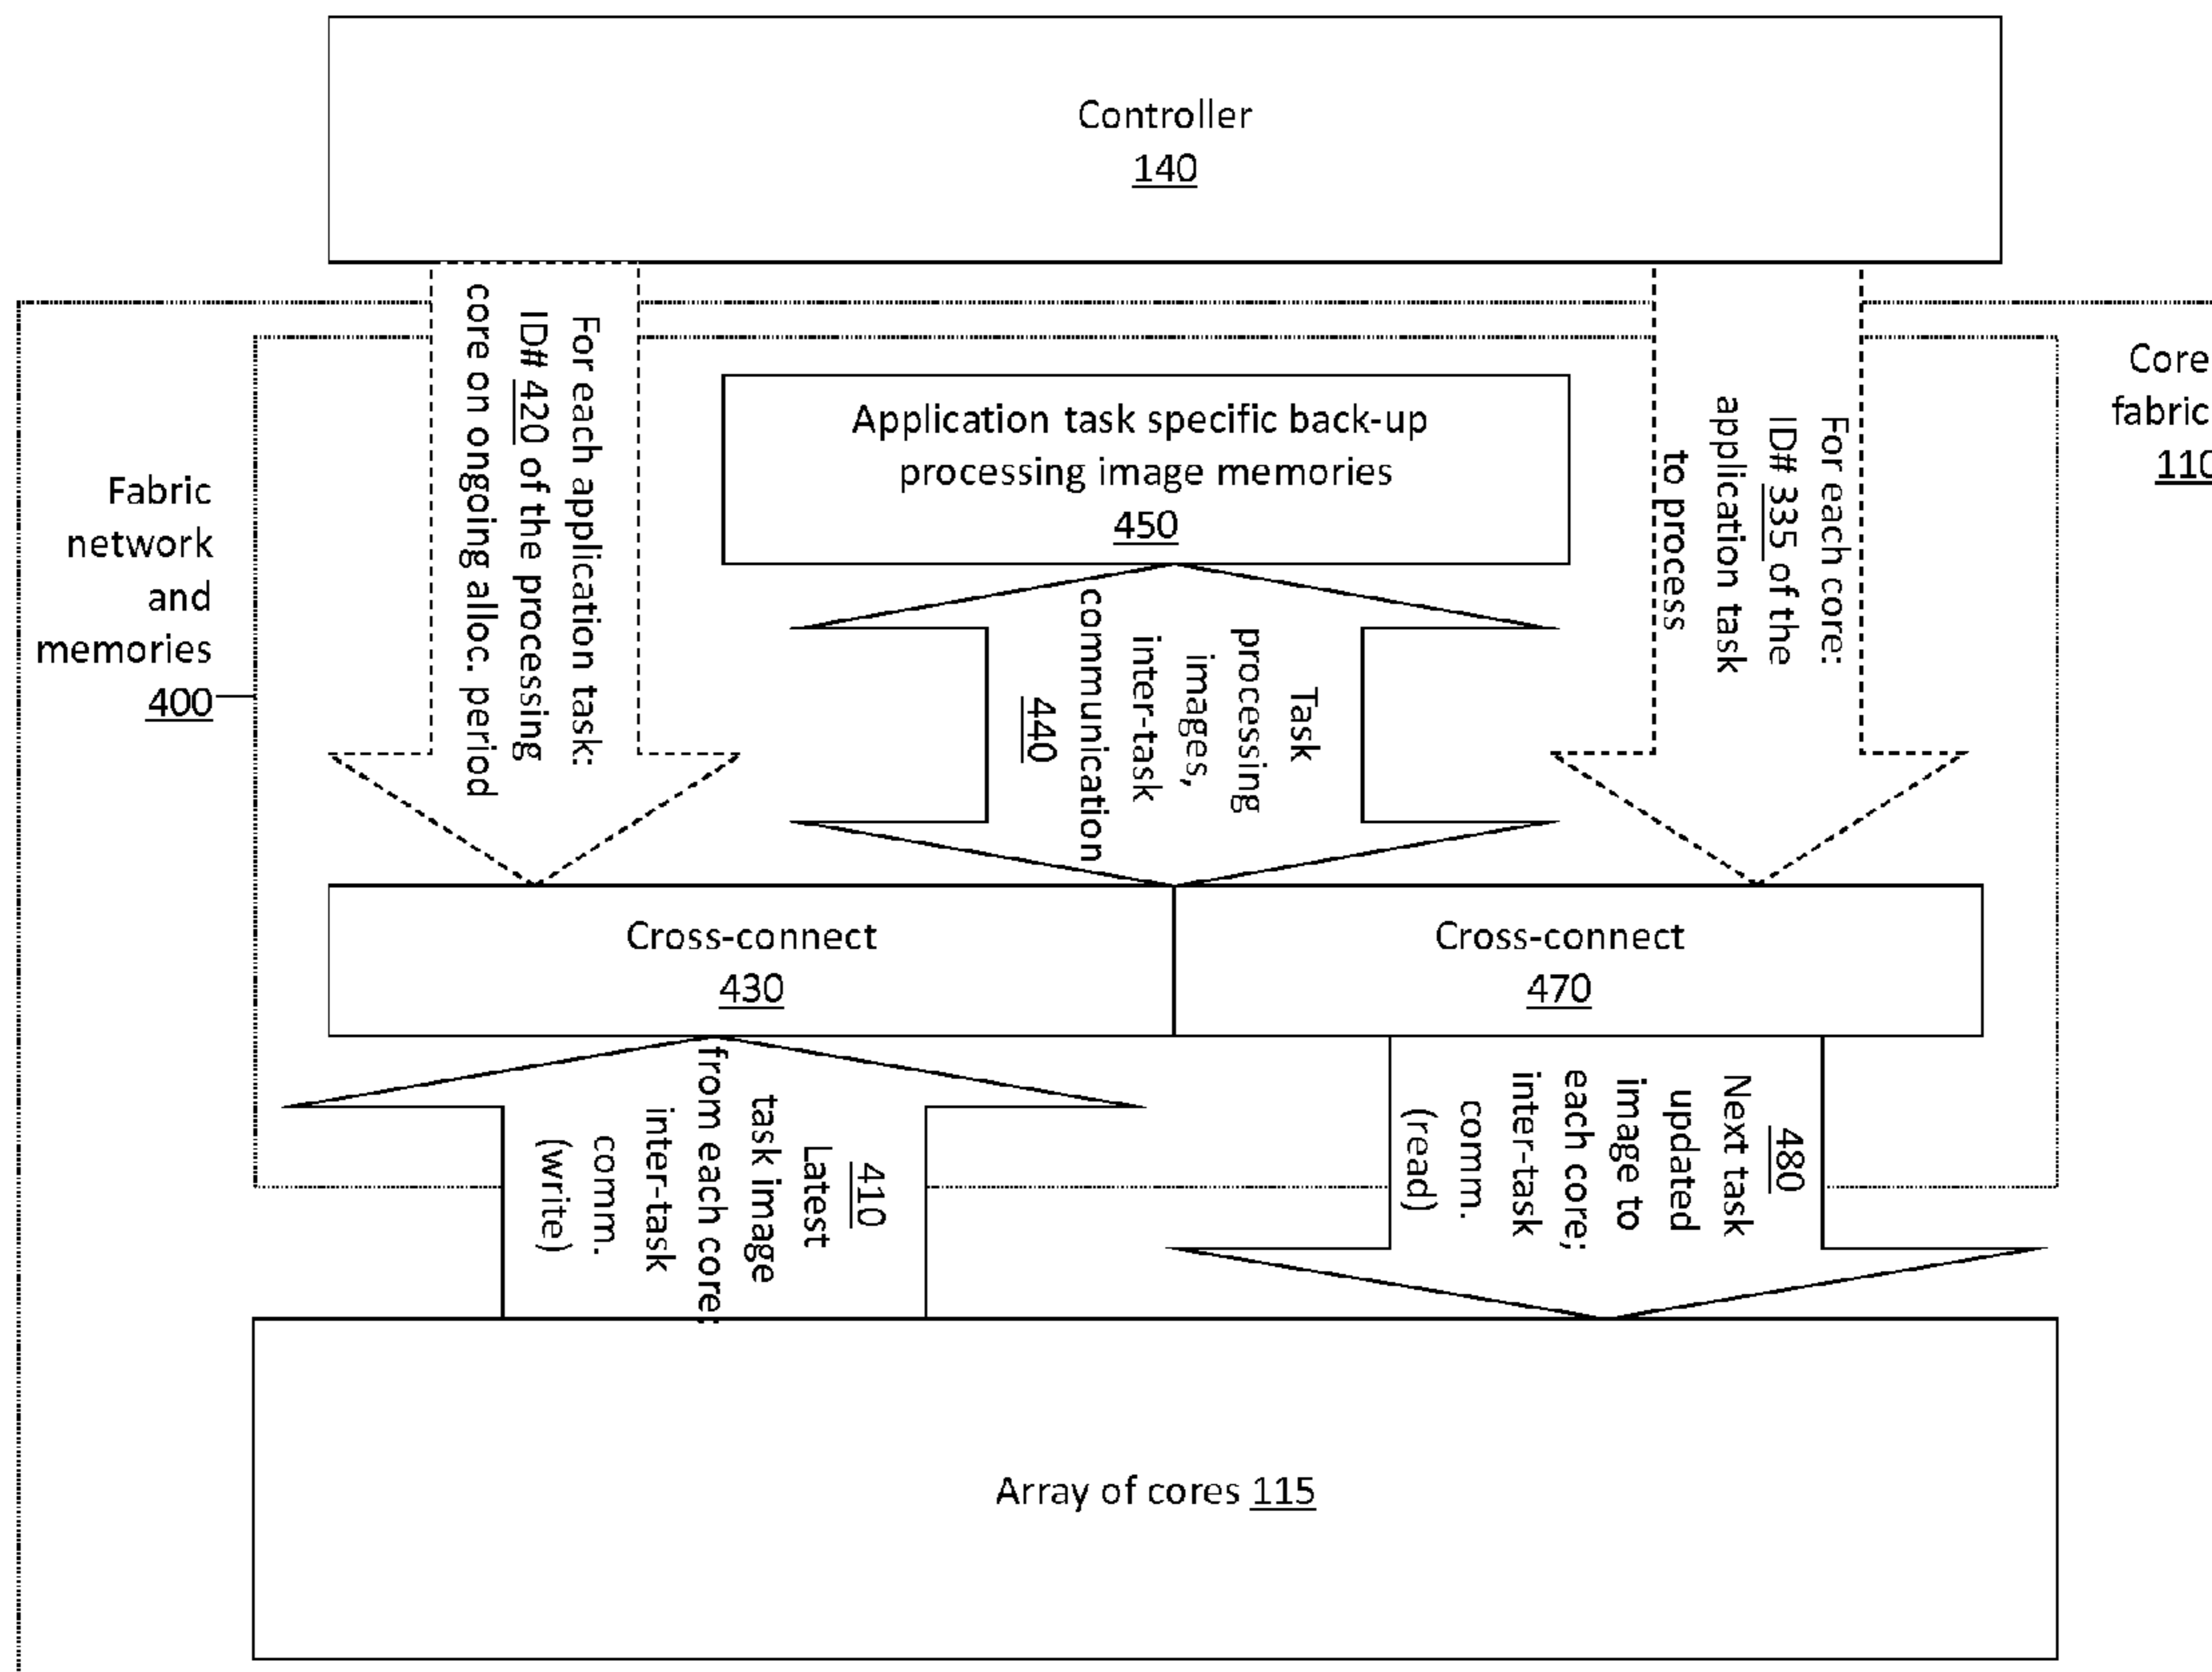 Controller
140
For each application task:
ID# 420 of the processing
core on ongoing alloc. period
Application task specific back-up
processing image memories
450
For each core:
ID# 335 of the
application task
to process
Core
fabric
110
Fabric
network
and
memories
400
Task
processing
images,
inter-task
communication
440
Cross-connect
430
Cross-connect
470
410
Latest
task image
from each core;
inter-task
comm.
(write)
480
Next task
updated
image to
each core;
inter-task
comm.
(read)
Array of cores 115